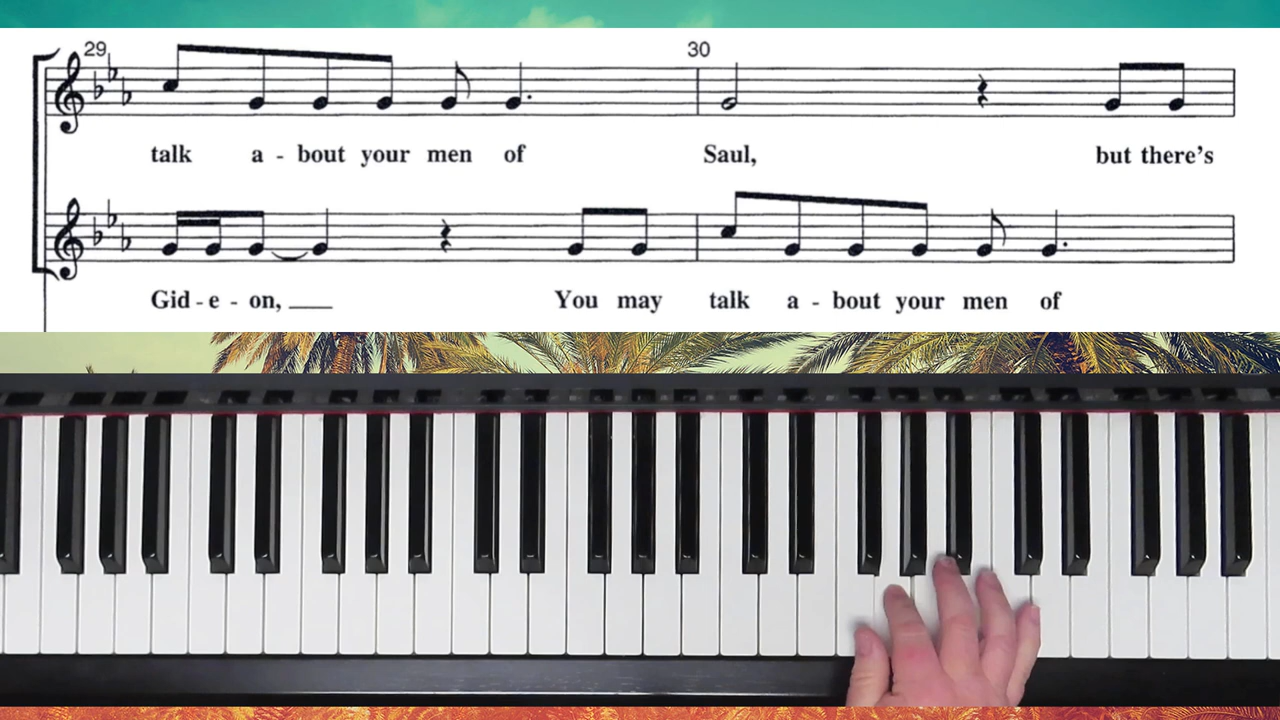 29 30
talk a - bout your men of Saul, but there's
Gid - e - on, You may talk a - bout your men of